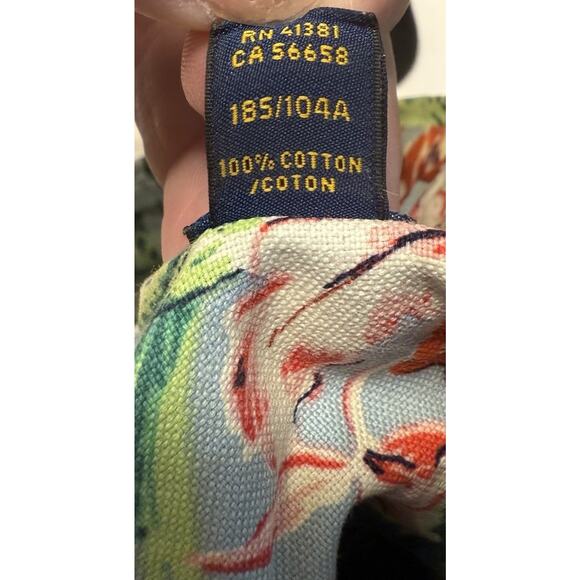 RN 41381
CA 56658
185/104A
100% COTTON
/COTON